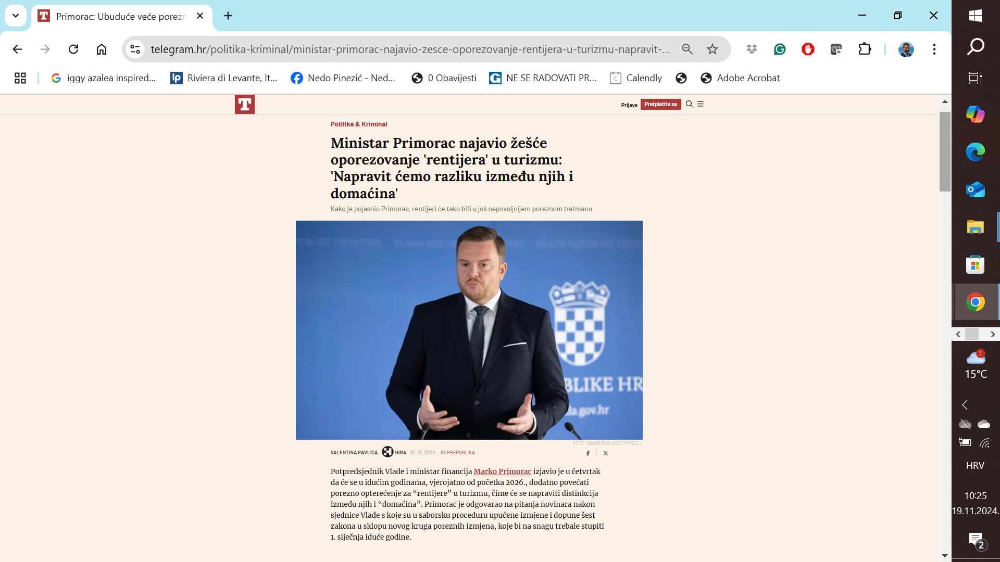 Primorac: Ubuduće veće porezn
telegram.hr/politika-kriminal/ministar-primorac-najavio-zesce-oporezovanje-rentijera-u-turizmu-napravit-...
iggy azalea inspired...
Riviera di Levante, It...
Nedo Pinezić - Ned...
0 Obavijesti
NE SE RADOVATI PR...
Calendly
Adobe Acrobat
T
Prijava
Pretplatite se
Politika & Kriminal
Ministar Primorac najavio žešće
oporezovanje 'rentijera' u turizmu:
'Napravit ćemo razliku između njih i
domaćina'
Kako je pojasnio Primorac, rentijeri će tako biti u još nepovoljnijem poreznom tretmanu
PUBLIKE HRVATSKE VLADA REPUB
VLADA REPUBLIKE HRVA
BLIKE HR
da.gov.hr
FOTO: DAVOR PUKLAVEC/PIXSELL
VALENTINA PAVLICA HINA 31. 10. 2024. 63 PREPORUKA
Potpredsjednik Vlade i ministar financija Marko Primorac izjavio je u četvrtak
da će se u idućim godinama, vjerojatno od početka 2026., dodatno povećati
porezno opterećenje za “rentijere” u turizmu, čime će se napraviti distinkcija
između njih i “domaćina”. Primorac je odgovarao na pitanja novinara nakon
sjednice Vlade s koje su u saborsku proceduru upućene izmjene i dopune šest
zakona u sklopu novog kruga poreznih izmjena, koje bi na snagu trebale stupiti
1. siječnja iduće godine.
1
15°C
HRV
10:25
19.11.2024.
2